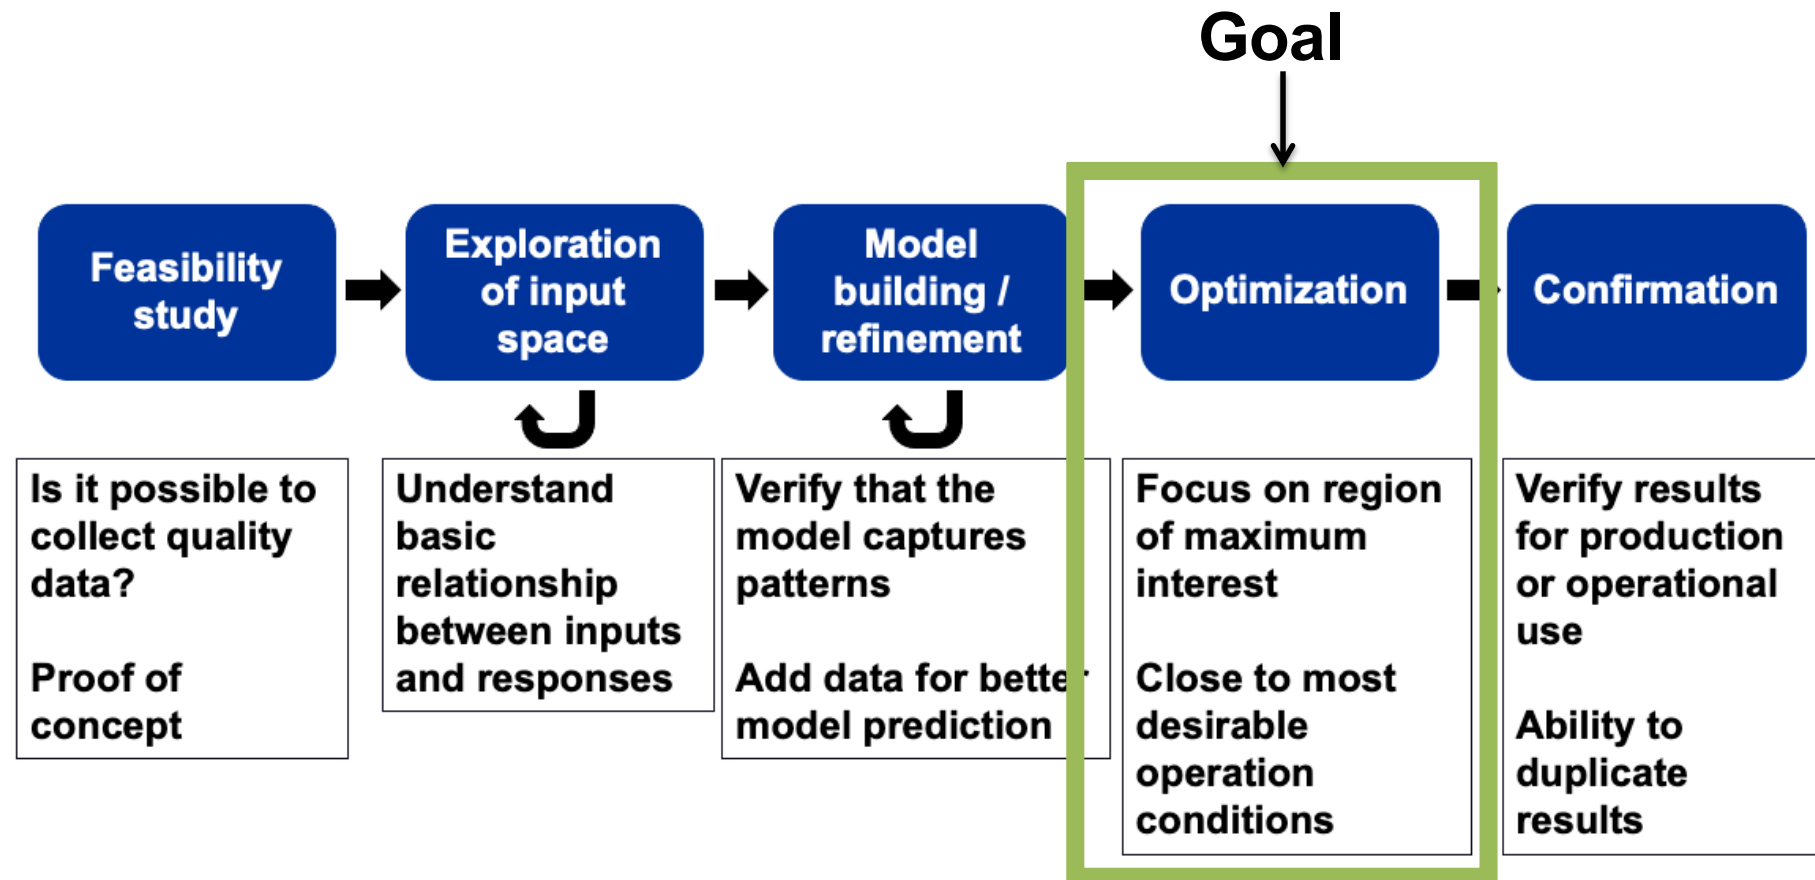 Goal
Feasibility
study
Exploration
of input
space
Model
building /
refinement
Optimization
Confirmation
Is it possible to
collect quality
data?
Proof of
concept
Understand
basic
relationship
between inputs
and responses
Verify that the
model captures
patterns
Add data for better
model prediction
Focus on region
of maximum
interest
Close to most
desirable
operation
conditions
Verify results
for production
or operational
use
Ability to
duplicate
results